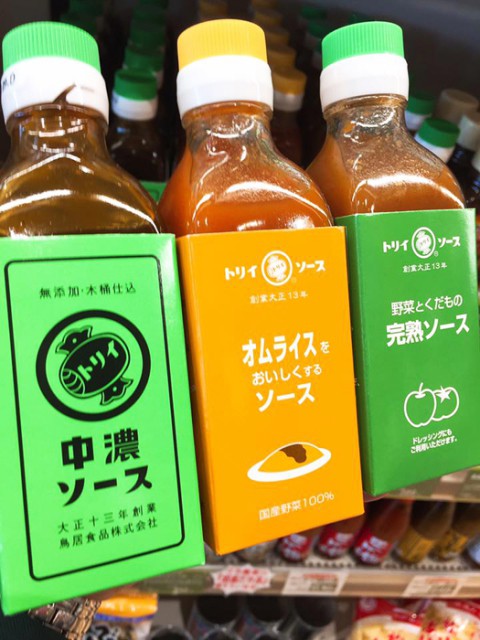 無添加・木桶仕込
トリイ
中濃
ソース
大正十三年創業
鳥居食品株式会社
トリイ ソース
創業大正13年
オムライスを
おいしくする
ソース
国産野菜100%
トリイ ソース
創業大正13年
野菜とくだもの
完熟ソース
ドレッシングにも
ご利用いただけます。